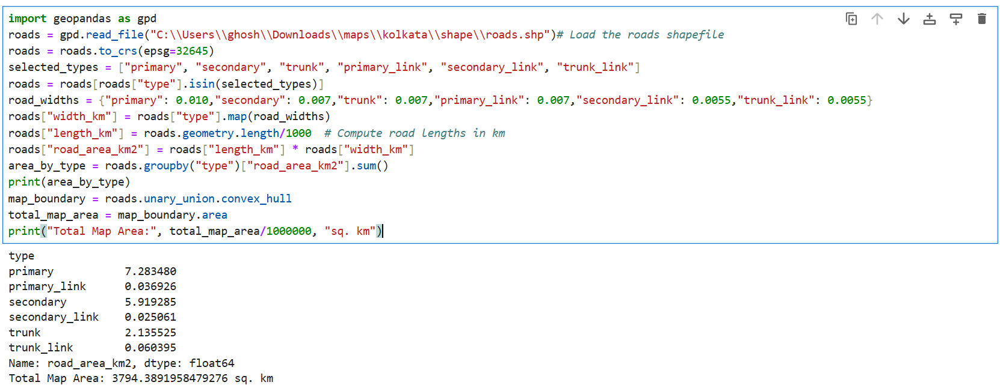 import geopandas as gpd
roads = gpd.read_file("C:\\Users\\ghosh\\Downloads\\maps\\kolkata\\shape\\roads.shp")# Load the roads shapefile
roads = roads.to_crs(epsg=32645)
selected_types = ["primary", "secondary", "trunk", "primary_link", "secondary_link", "trunk_link"]
roads = roads[roads["type"].isin(selected_types)]
road_widths = {"primary": 0.010,"secondary": 0.007,"trunk": 0.007,"primary_link": 0.007,"secondary_link": 0.0055,"trunk_link": 0.0055}
roads["width_km"] = roads["type"].map(road_widths)
roads["length_km"] = roads.geometry.length/1000  # Compute road lengths in km
roads["road_area_km2"] = roads["length_km"] * roads["width_km"]
area_by_type = roads.groupby("type")["road_area_km2"].sum()
print(area_by_type)
map_boundary = roads.unary_union.convex_hull
total_map_area = map_boundary.area
print("Total Map Area:", total_map_area/1000000, "sq. km")
type
primary           7.283480
primary_link      0.036926
secondary         5.919285
secondary_link    0.025061
trunk             2.135525
trunk_link        0.060395
Name: road_area_km2, dtype: float64
Total Map Area: 3794.3891958479276 sq. km